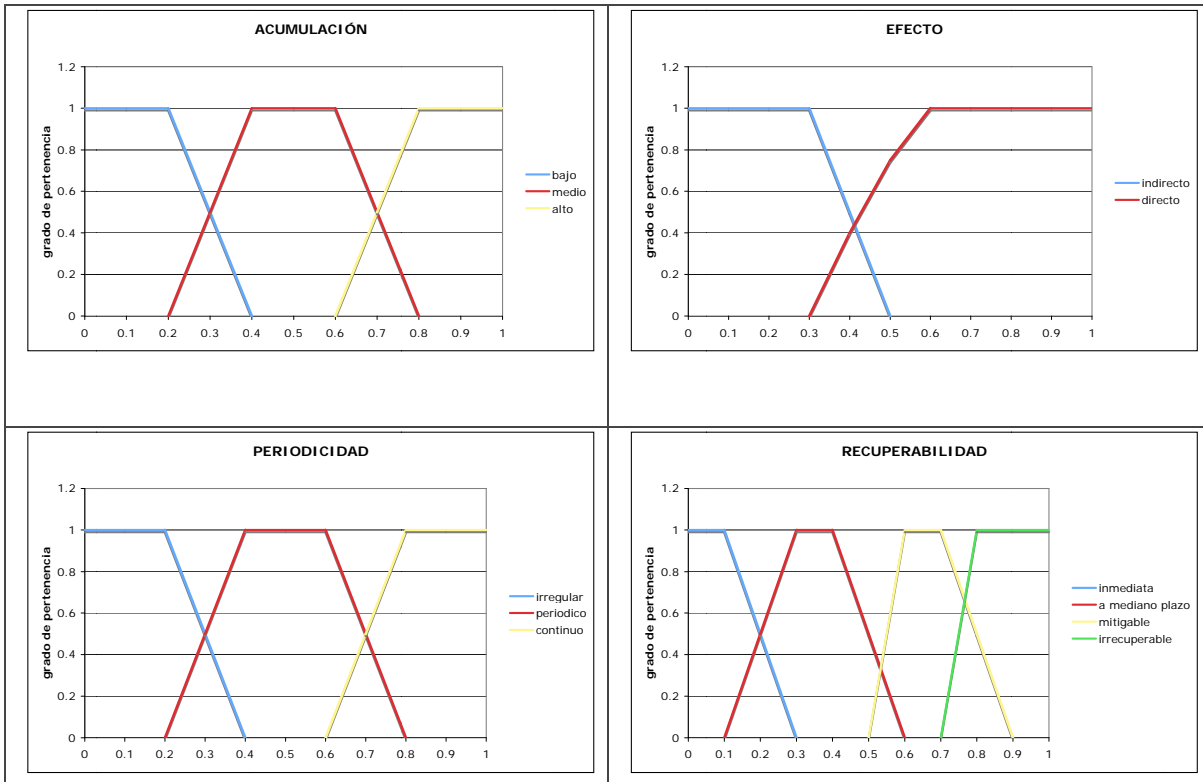 ACUMULACIÓN
grado de pertenencia
1.2
1
0.8
0.6
0.4
0.2
0
0 0.1 0.2 0.3 0.4 0.5 0.6 0.7 0.8 0.9 1
bajo
medio
alto
EFECTO
grado de pertenencia
1.2
1
0.8
0.6
0.4
0.2
0
0 0.1 0.2 0.3 0.4 0.5 0.6 0.7 0.8 0.9 1
indirecto
directo
PERIODICIDAD
grado de pertenencia
1.2
1
0.8
0.6
0.4
0.2
0
0 0.1 0.2 0.3 0.4 0.5 0.6 0.7 0.8 0.9 1
irregular
periodico
continuo
RECUPERABILIDAD
grado de pertenencia
1.2
1
0.8
0.6
0.4
0.2
0
0 0.1 0.2 0.3 0.4 0.5 0.6 0.7 0.8 0.9 1
inmediata
a mediano plazo
mitigable
irrecuperable